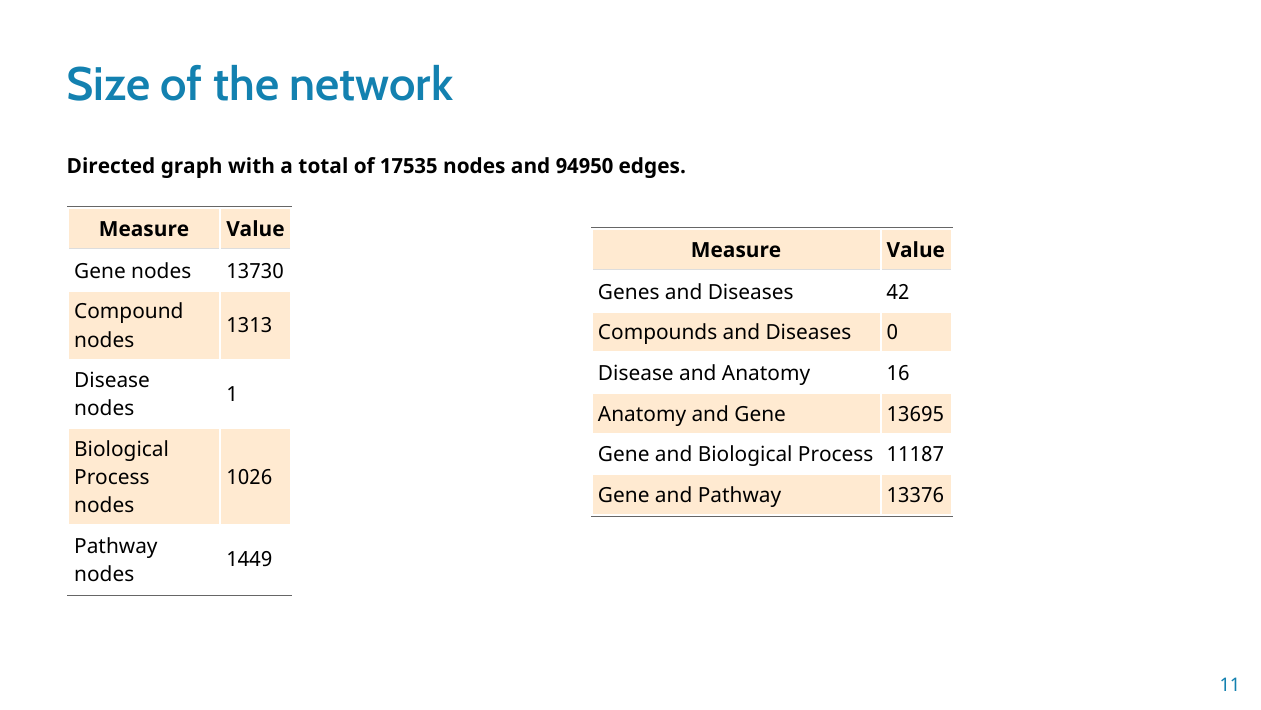 Size of the network
Directed graph with a total of 17535 nodes and 94950 edges.
Measure Value
Gene nodes 13730
Compound
nodes 1313
Disease
nodes 1
Biological
Process
nodes 1026
Pathway
nodes 1449
Measure Value
Genes and Diseases 42
Compounds and Diseases 0
Disease and Anatomy 16
Anatomy and Gene 13695
Gene and Biological Process 11187
Gene and Pathway 13376
11